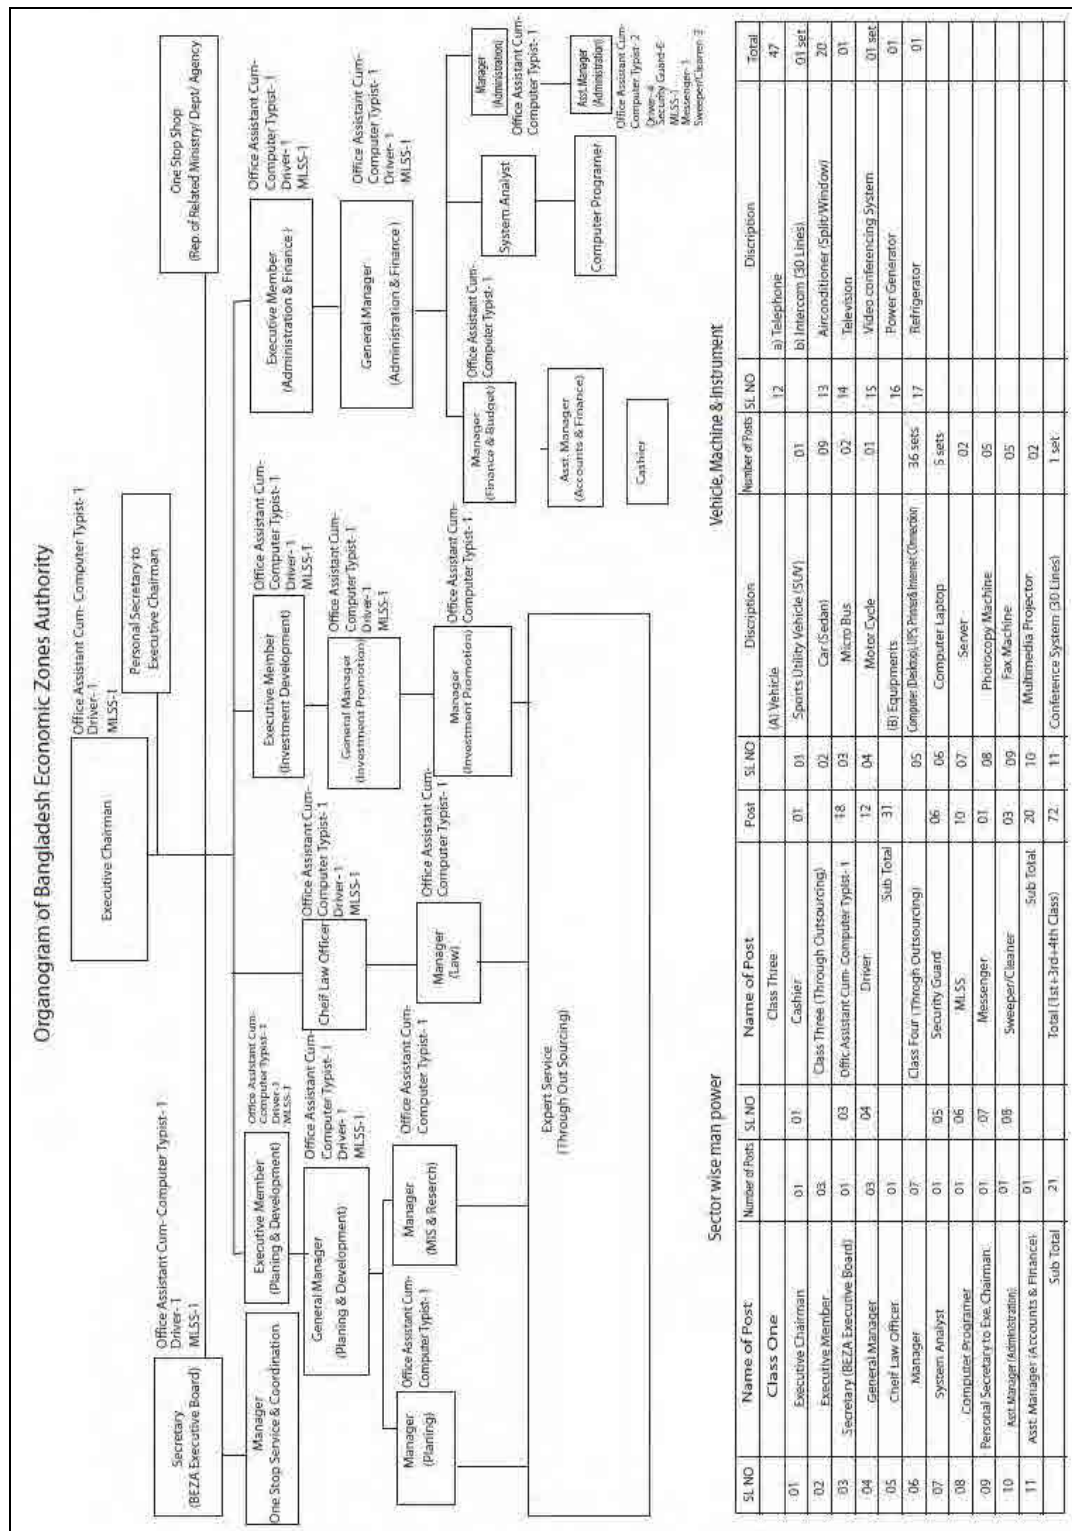 Organogram of Bangladesh Economic Zones Authority
Executive Chairman
Office Assistant Cum- Computer Typist- 1
Driver- 1
MLSS-1
Personal Secretary to
Executive Chairman
Secretary
(BEZA Executive Board)
Office Assistant Cum- Computer Typist- 1
Driver- 1
MLSS-1
One Stop Shop
(Rep. of Related Ministry/ Dept/ Agency
Manager
One Stop Service & Coordination
Executive Member
(Planing & Development)
Office Assistant Cum-
Computer Typist- 1
Driver-1
MLSS- 1
General Manager
(Planing & Development)
Office Assistant Cum-
Computer Typist- 1
Driver- 1
MLSS-1
Manager
(Planing)
Office Assistant Cum-
Computer Typist- 1
Manager
(MIS & Reserch)
Office Assistant Cum-
Computer Typist- 1
Cheif Law Officer
Office Assistant Cum-
Computer Typist- 1
Driver- 1
MLSS-1
Manager
(Law)
Office Assistant Cum-
Computer Typist- 1
Executive Member
(Investment Development)
Office Assistant Cum-
Computer Typist- 1
Driver- 1
MLSS-1
General Manager
(Investment Promotion)
Office Assistant Cum-
Computer Typist- 1
Driver- 1
MLSS-1
Manager
(Investment Promotion)
Office Assistant Cum-
Computer Typist- 1
Executive Member
(Administration & Finance )
Office Assistant Cum-
Computer Typist- 1
Driver- 1
MLSS-1
General Manager
(Administration & Finance )
Office Assistant Cum-
Computer Typist- 1
Driver- 1
MLSS-1
Manager
(Finance & Budget)
Office Assistant Cum-
Computer Typist- 1
Asst. Manager
(Accounts & Finance)
Cashier
System Analyst
Computer Programer
Manager
(Administration)
Office Assistant Cum-
Computer Typist- 1
Asst. Manager
(Administration)
Office Assistant Cum-
Computer Typist- 2
Driver-4
Security Guard-6
MLSS-1
Messenger- 1
Sweeper/Clearren-3
Expert Service
(Through Out Sourcing)
Sector wise man power
Vehicle, Machine & Instrument
SL NO Name of Post Number of Posts SL NO Name of Post Post SL NO Discription Number of Posts SL NO Discription Total
Class One Class Three (A) Vehicle 12 a) Telephone 47
01 Executive Chairman 01 01 Cashier 01 01 Sports Utility Vehicle (SUV) 01 b) Intercom (30 Lines) 01 set
02 Executive Member 03 Class Three (Through Outsourcing) 02 Car (Sedan) 09 13 Airconditioner (Split/Window) 20
03 Secretary (BEZA Executive Board) 01 03 Offic Assistant Cum- Computer Typist- 1 18 03 Micro Bus 02 14 Television 01
04 General Manager 03 04 Driver 12 04 Motor Cycle 01 15 Video conferencing System 01 set
05 Cheif Law Officer 01 Sub Total 31 (B) Equipments 16 Power Generator 01
06 Manager 07 Class Four (Throgh Outsourcing) 05 Computer (Desktop), UPS, Printer & Internet Connection 36 sets 17 Refrigerator 01
07 System Analyst 01 05 Security Guard 06 06 Computer Laptop 5 sets
08 Computer Programer 01 06 MLSS 10 07 Server 02
09 Personal Secretary to Exe. Chairman 01 07 Messenger 01 08 Photocopy Machine 05
10 Asst. Manager (Administration) 01 08 Sweeper/Cleaher 03 09 Fax Machine 05
11 Asst. Manager (Accounts & Finance) 01 Sub Total 20 10 Multimedia Projector 02
Sub Total 21 Total (1st+3rd+4th Class) 72 11 Conference System (30 Lines) 1 set